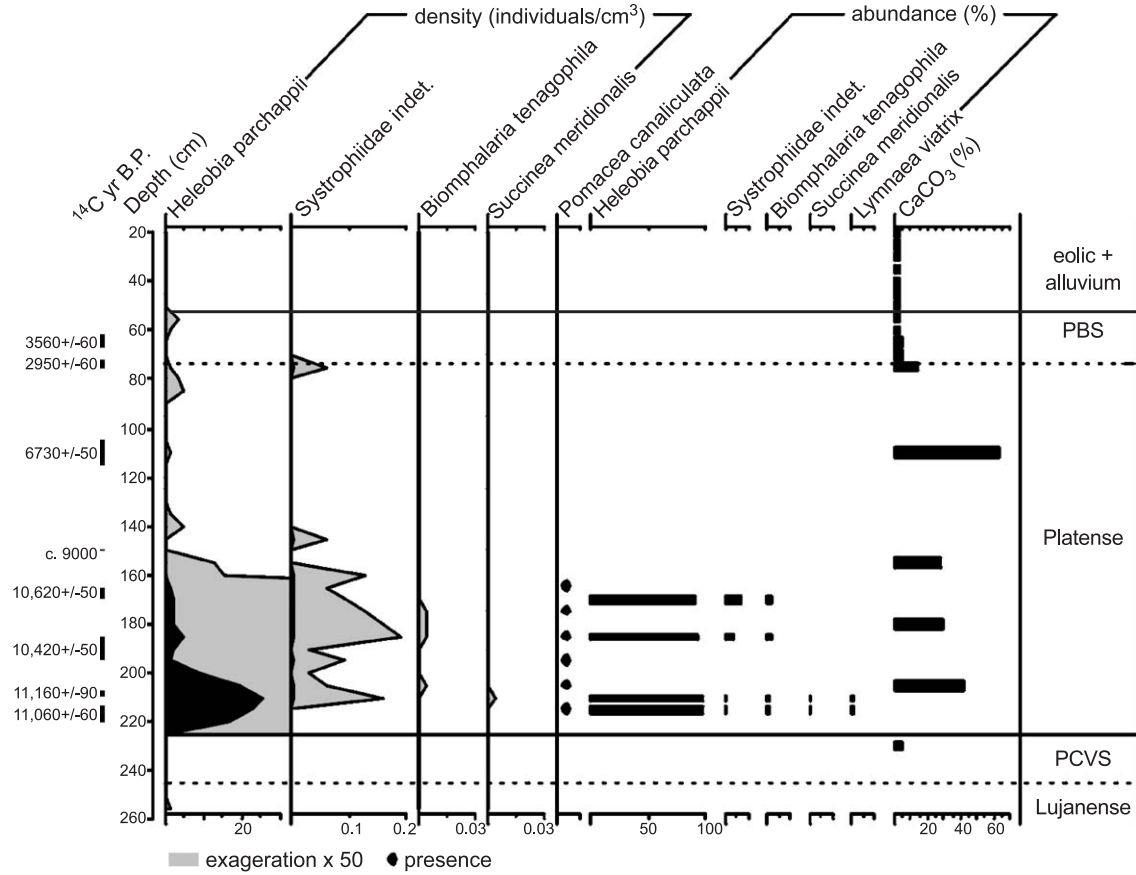 density (individuals/cm³)
abundance (%)
¹⁴C yr B.P.
Depth (cm)
Heleobia parchappii
Systrophiidae indet.
Biomphalaria tenagophila
Succinea meridionalis
Pomacea canaliculata
Heleobia parchappii
Systrophiidae indet.
Biomphalaria tenagophila
Succinea meridionalis
Lymnaea viatrix
CaCO₃ (%)
20
40
60
80
100
120
140
160
180
200
220
240
260
3560+/-60
2950+/-60
6730+/-50
c. 9000
10,620+/-50
10,420+/-50
11,160+/-90
11,060+/-60
eolic +
alluvium
PBS
Platense
PCVS
Lujanense
20
0.1 0.2
0.03
0.03
50 100
20 40 60
exageration x 50
presence